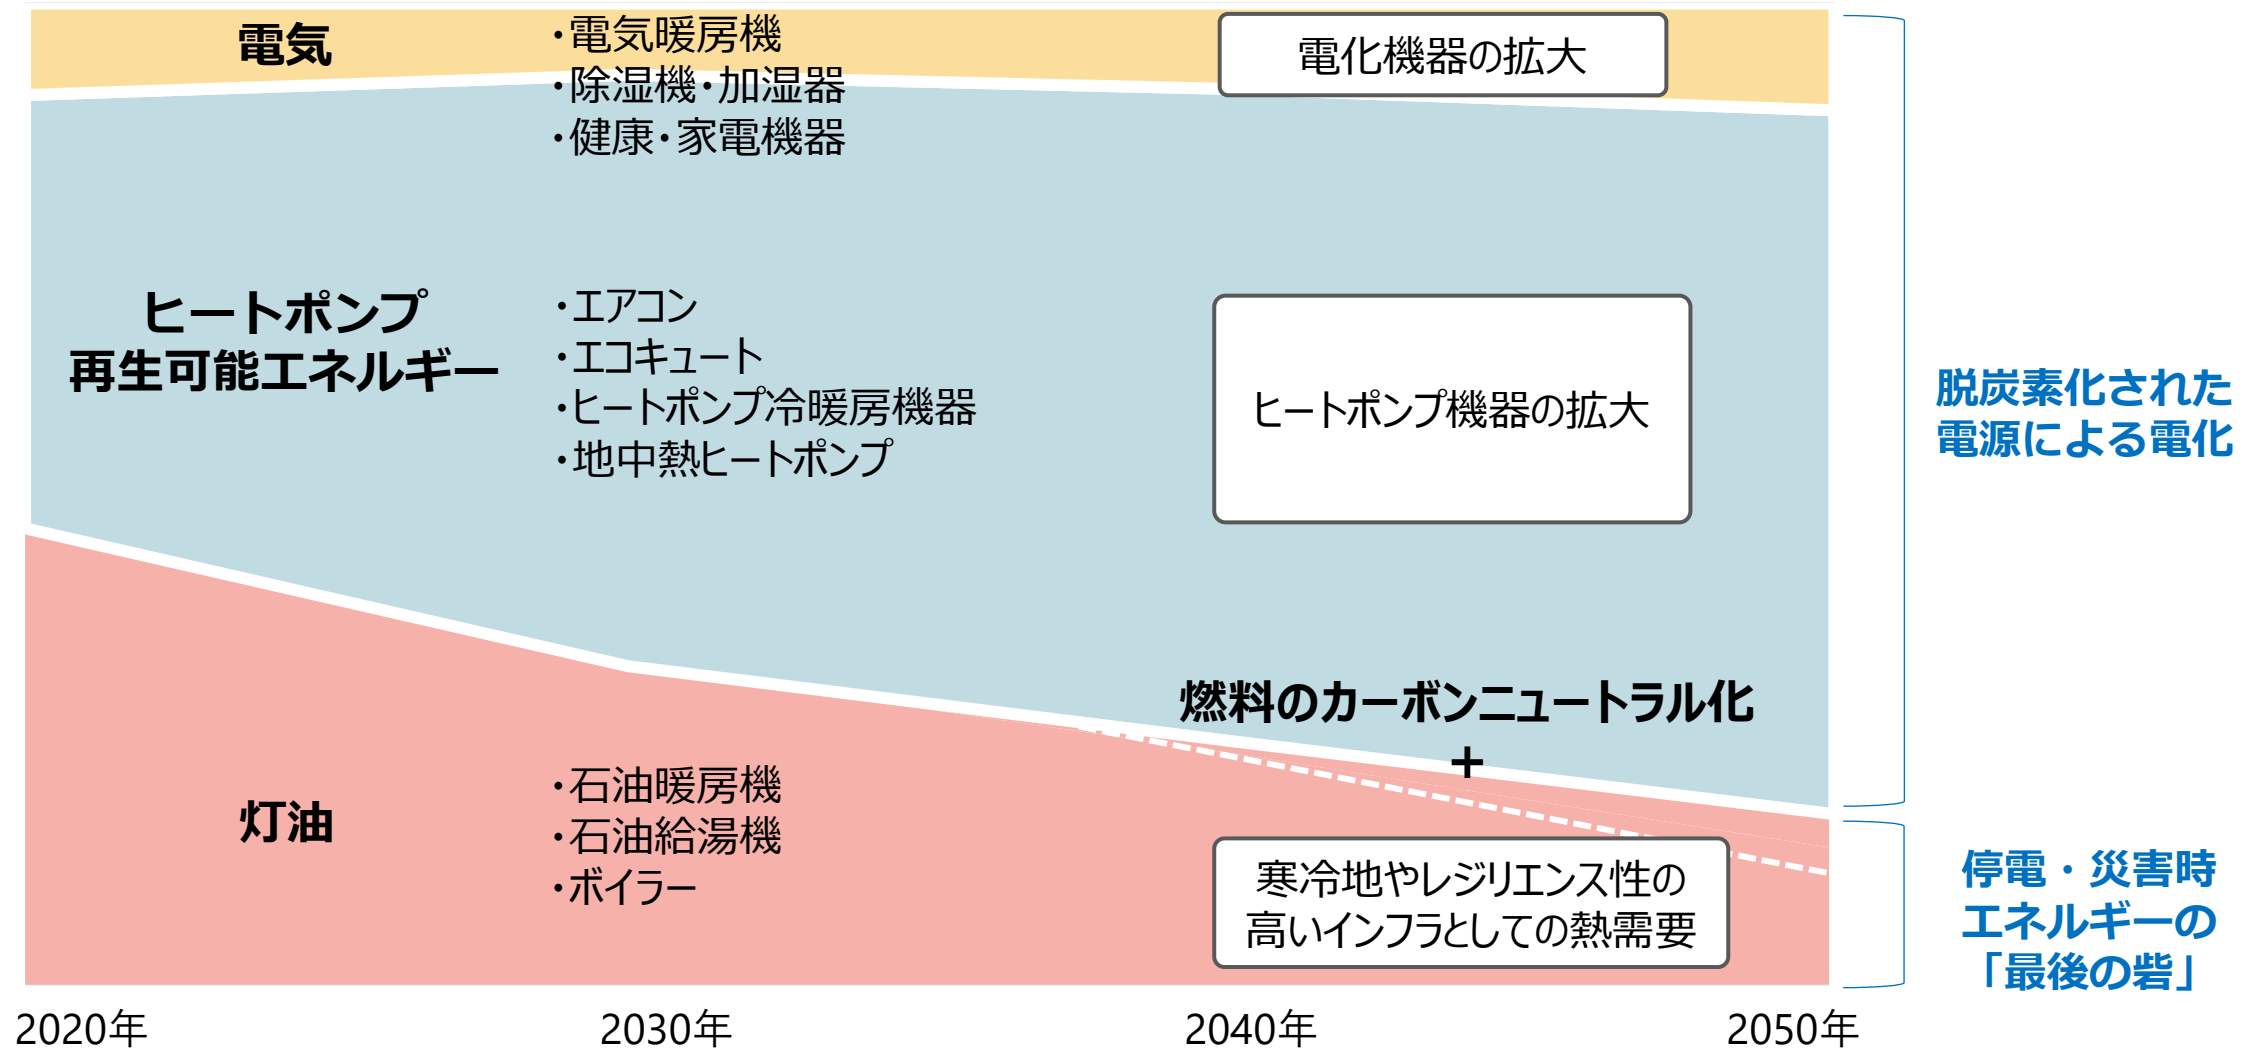 電気
・電気暖房機
・除湿機・加湿器
・健康・家電機器
電化機器の拡大
ヒートポンプ
再生可能エネルギー
・エアコン
・エコキュート
・ヒートポンプ冷暖房機器
・地中熱ヒートポンプ
ヒートポンプ機器の拡大
脱炭素化された
電源による電化
燃料のカーボンニュートラル化
＋
灯油
・石油暖房機
・石油給湯機
・ボイラー
寒冷地やレジリエンス性の
高いインフラとしての熱需要
停電・災害時
エネルギーの
「最後の砦」
2020年
2030年
2040年
2050年